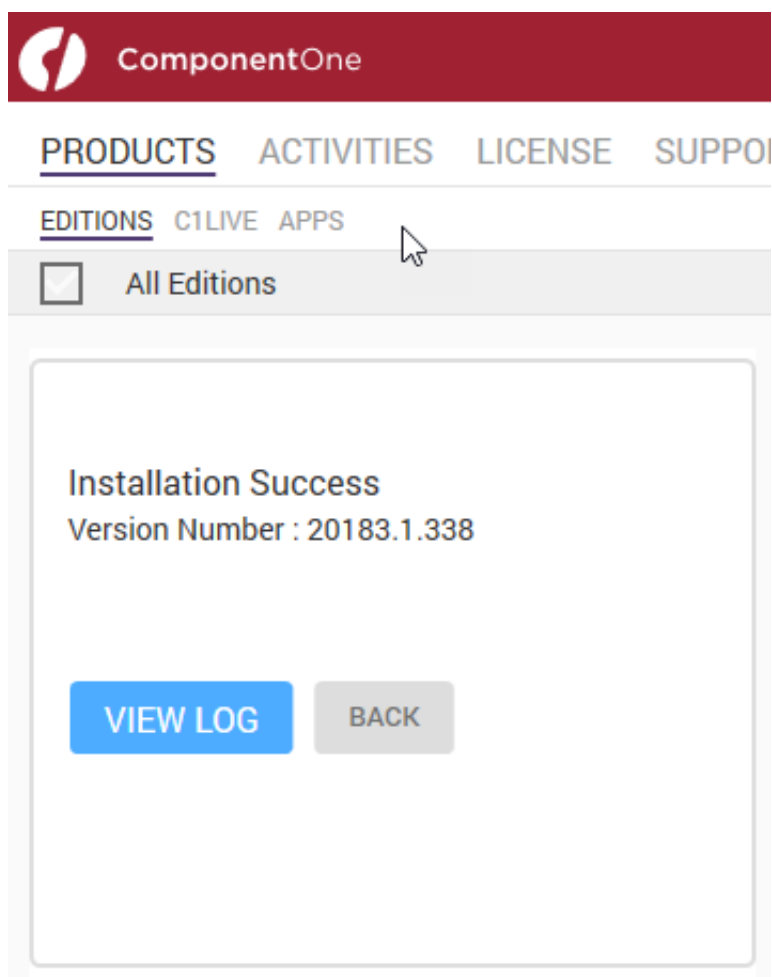 ComponentOne
PRODUCTS ACTIVITIES LICENSE
EDITIONS C1LIVE APPS
All Editions
Installation Success
Version Number : 20183.1.338
VIEW LOG BACK